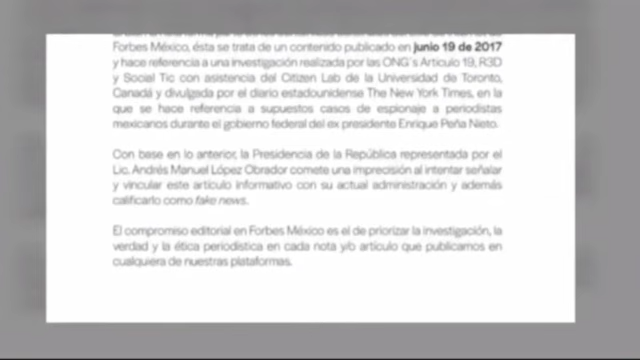 Forbes México, ésta se trata de un contenido publicado en junio 19 de 2017
y hace referencia a una investigación realizada por las ONG´s Artículo 19, R3D
y Social Tic con asistencia del Citizen Lab de la Universidad de Toronto,
Canadá y divulgada por el diario estadounidense The New York Times, en la
que se hace referencia a supuestos casos de espionaje a periodistas
mexicanos durante el gobierno federal del ex presidente Enrique Peña Nieto.
Con base en lo anterior, la Presidencia de la República representada por el
Lic. Andrés Manuel López Obrador comete una imprecisión al intentar señalar
y vincular este artículo informativo con su actual administración y además
calificarlo como fake news.
El compromiso editorial en Forbes México es el de priorizar la investigación, la
verdad y la ética periodística en cada nota y/o artículo que publicamos en
cualquiera de nuestras plataformas.